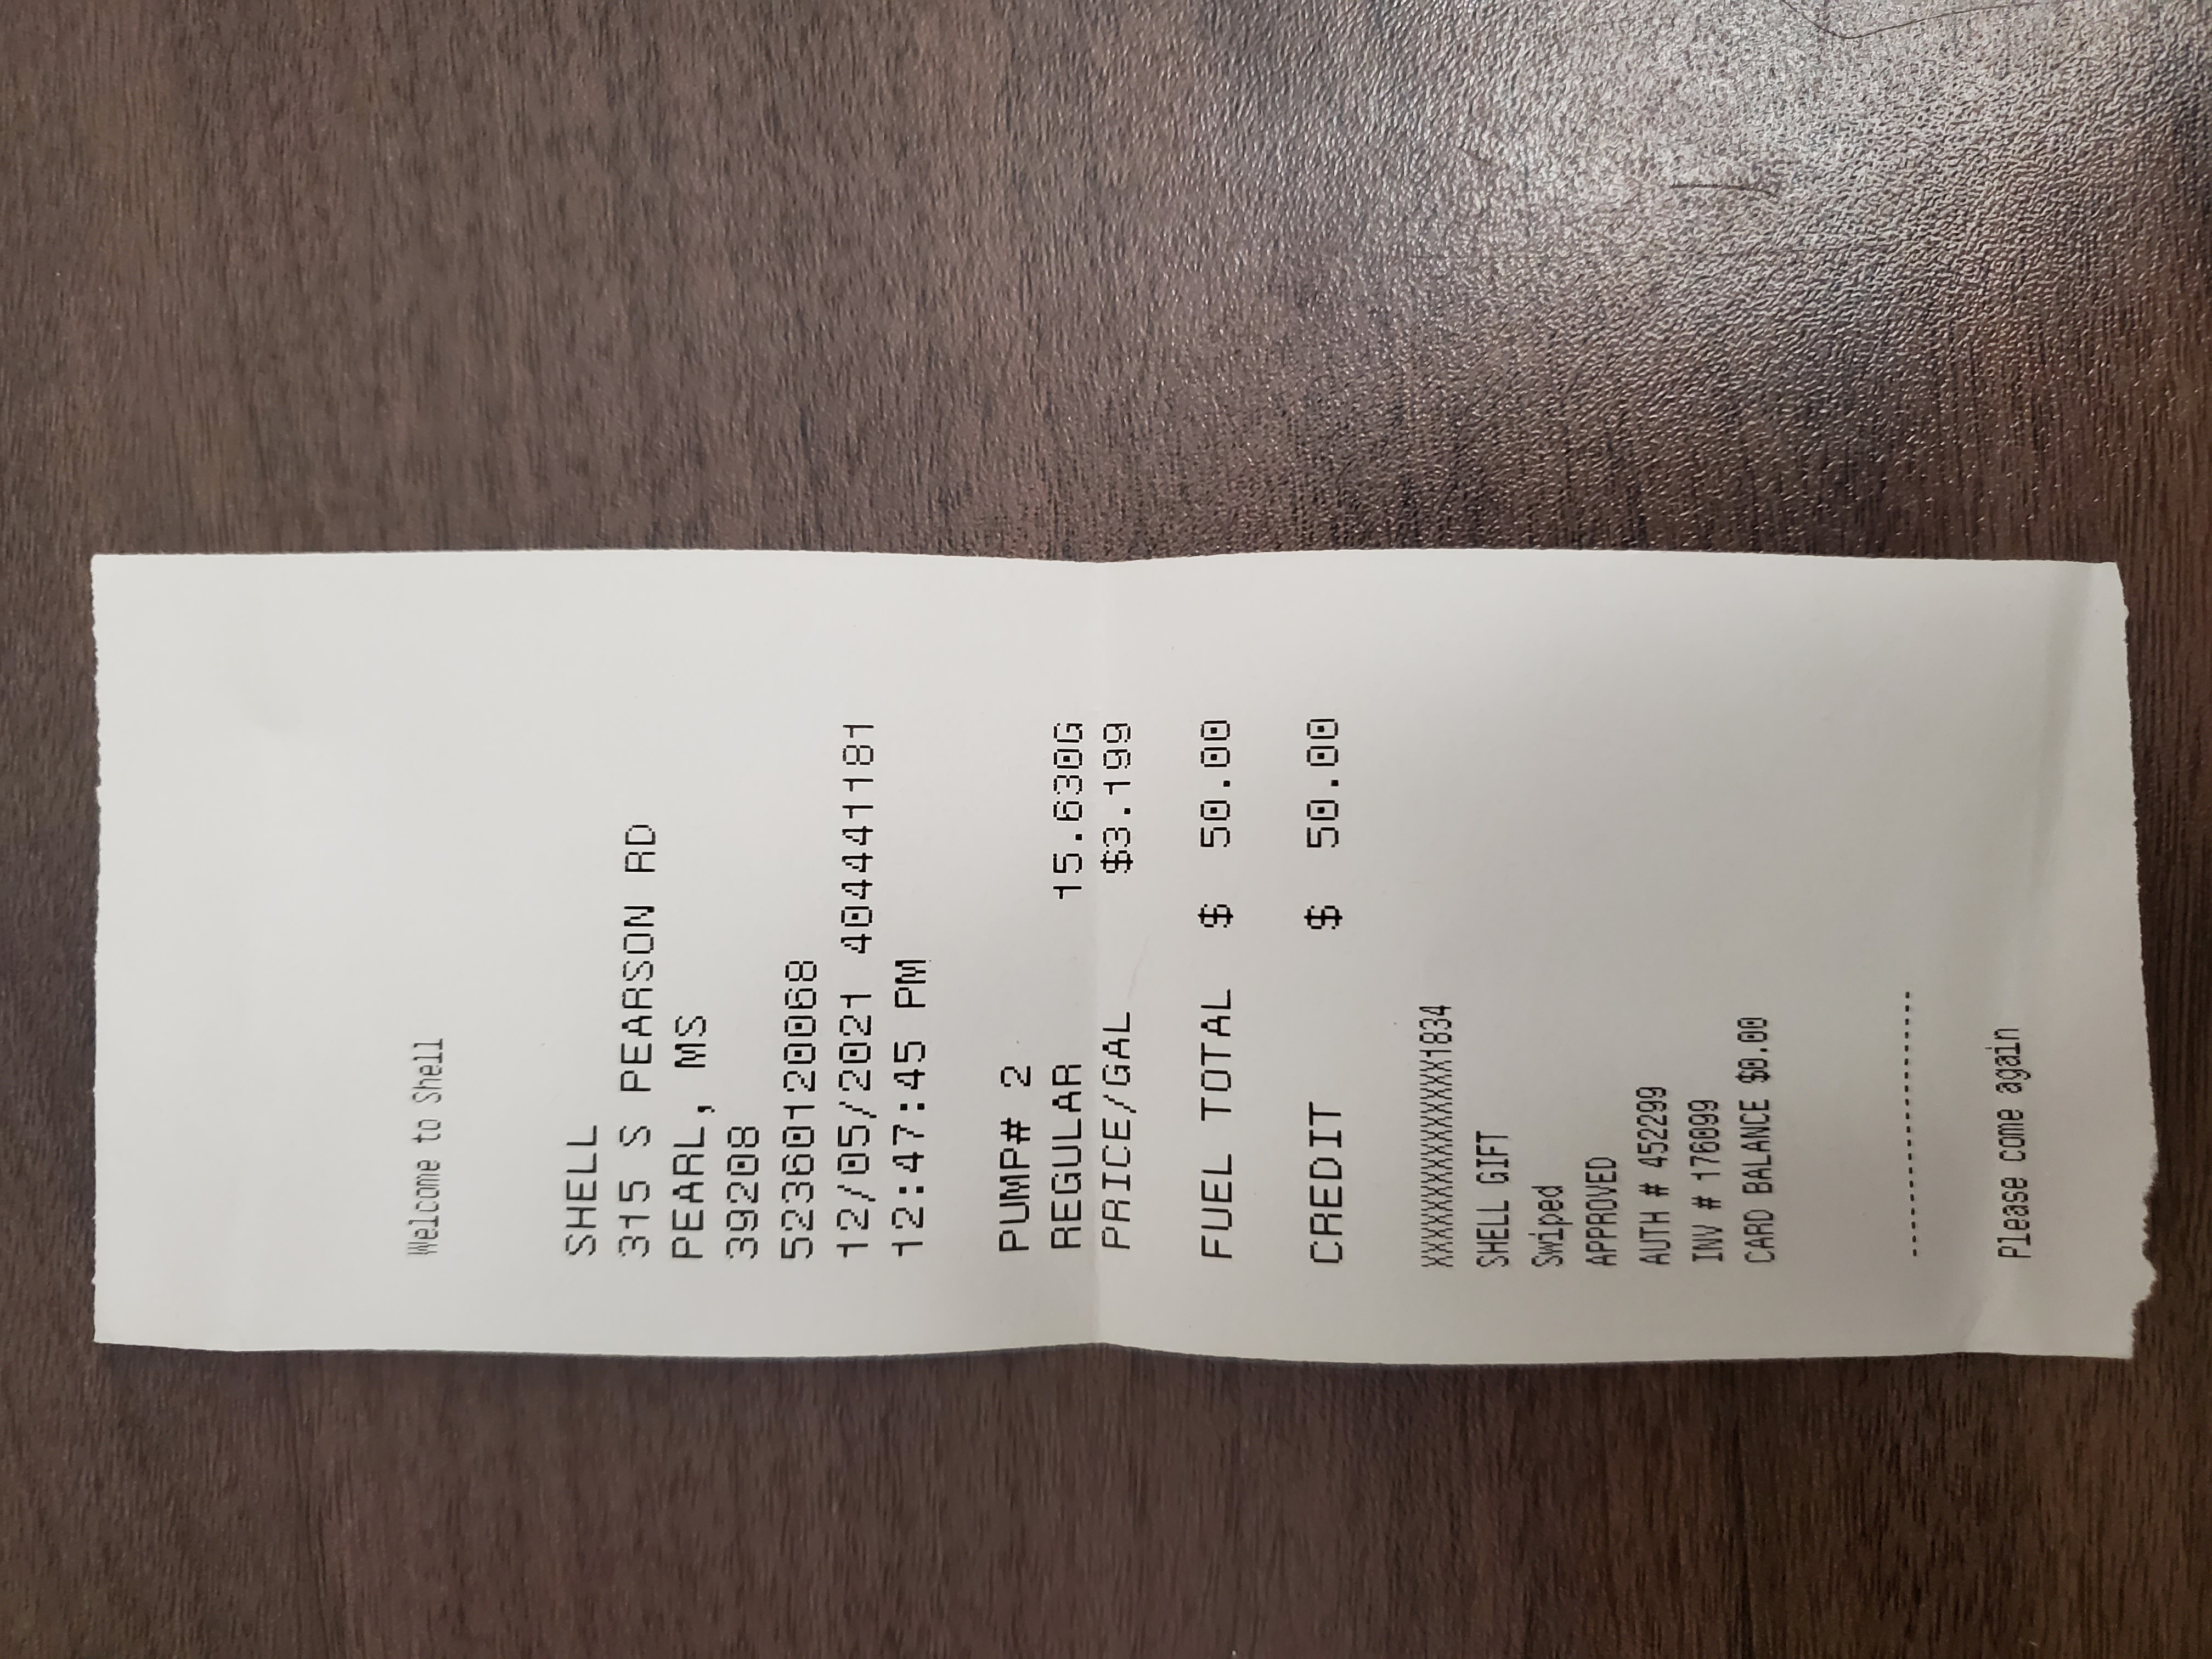 Welcome to Shell
SHELL
315 S PEARSON RD
PEARL, MS
39208
52360120068
12/05/2021 404441181
12:47:45 PM
PUMP# 2
REGULAR 15.630G
PRICE/GAL $3.199
FUEL TOTAL $ 50.00
CREDIT $ 50.00
XXXXXXXXXXXXXXX1834
SHELL GIFT
Swiped
APPROVED
AUTH # 452299
INV # 176099
CARD BALANCE $0.00
--------------------
Please come again